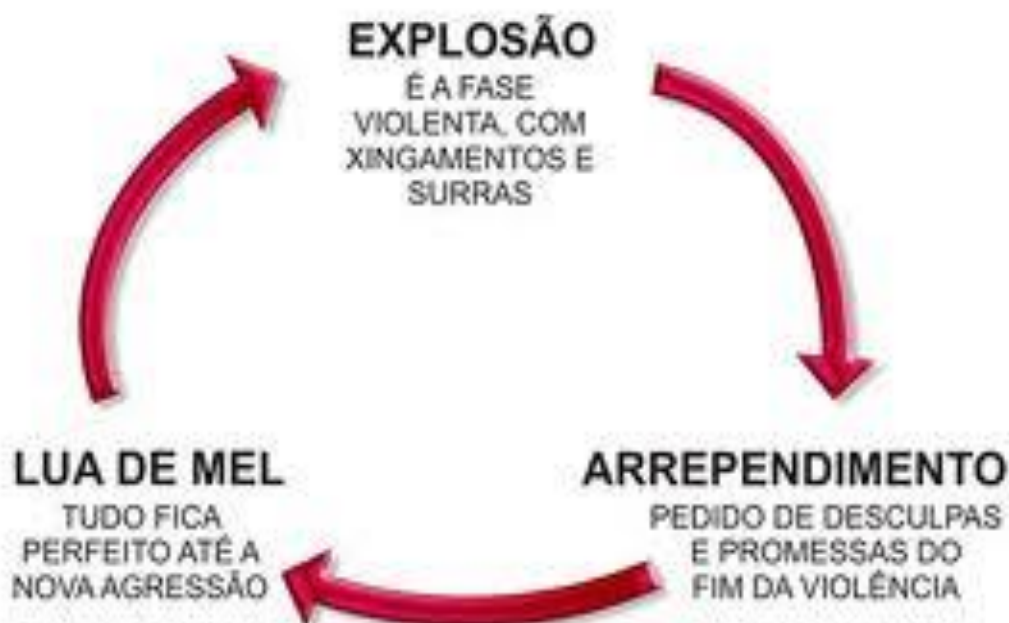 EXPLOSÃO
É A FASE
VIOLENTA, COM
XINGAMENTOS E
SURRAS
ARREPENDIMENTO
PEDIDO DE DESCULPAS
E PROMESSAS DO
FIM DA VIOLÊNCIA
LUA DE MEL
TUDO FICA
PERFEITO ATÉ A
NOVA AGRESSÃO